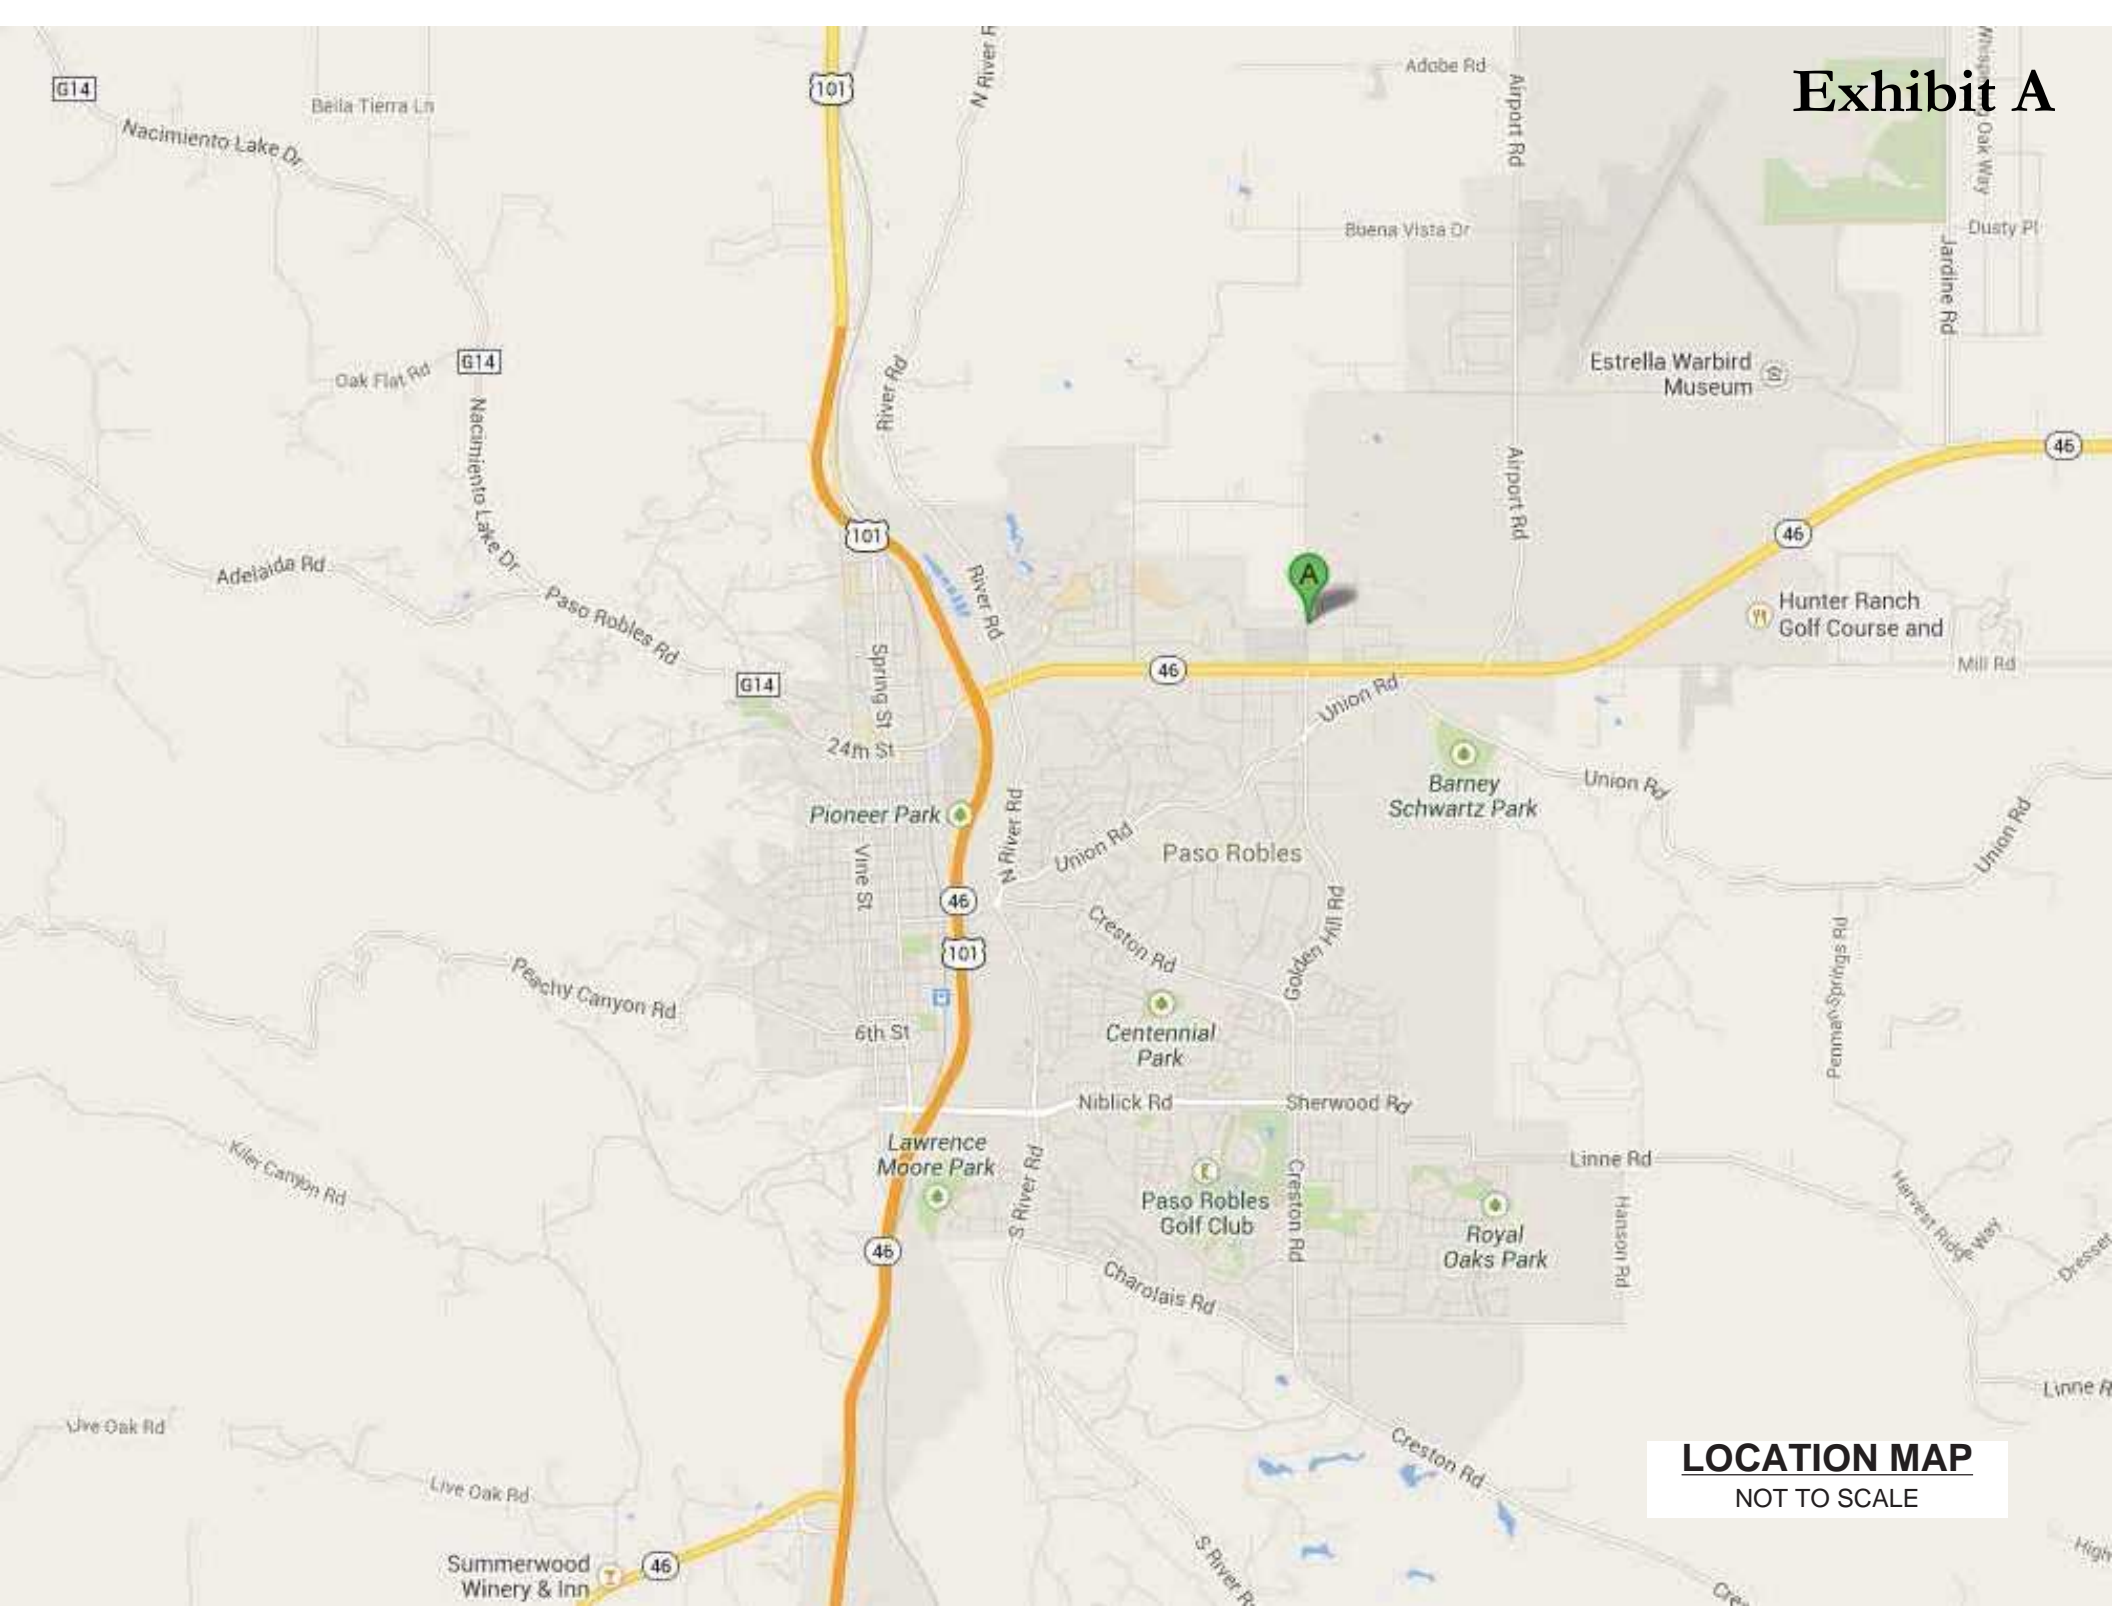 Exhibit A
G14
Bella Tierra Ln
101
N River R
Adobe Rd
Airport Rd
Oak Way
Nacimiento Lake Dr
Buena Vista Dr
Dusty Pl
Jardine Rd
Oak Flat Rd
G14
River Rd
Estrella Warbird
Museum
Nacimiento Lake Dr
Airport Rd
46
101
46
Adelaida Rd
Paso Robles Rd
River Rd
A
Hunter Ranch
Golf Course and
Mill Rd
G14
Spring St
46
Union Rd
24th St
Barney
Schwartz Park
Union Rd
Pioneer Park
N River Rd
Union Rd
Paso Robles
Union Rd
Vine St
46
Creston Rd
Golden Hill Rd
101
Penman Springs Rd
Peachy Canyon Rd
6th St
Centennial
Park
Niblick Rd
Sherwood Rd
Lawrence
Moore Park
Linne Rd
Kiler Canyon Rd
S River Rd
Paso Robles
Golf Club
Creston Rd
Royal
Oaks Park
Hanson Rd
Harvest Ridge Way
Dresser
46
Charolais Rd
Linne R
Live Oak Rd
Creston Rd
LOCATION MAP
NOT TO SCALE
Live Oak Rd
Summerwood
Winery & Inn
46
S River R
High
Cres